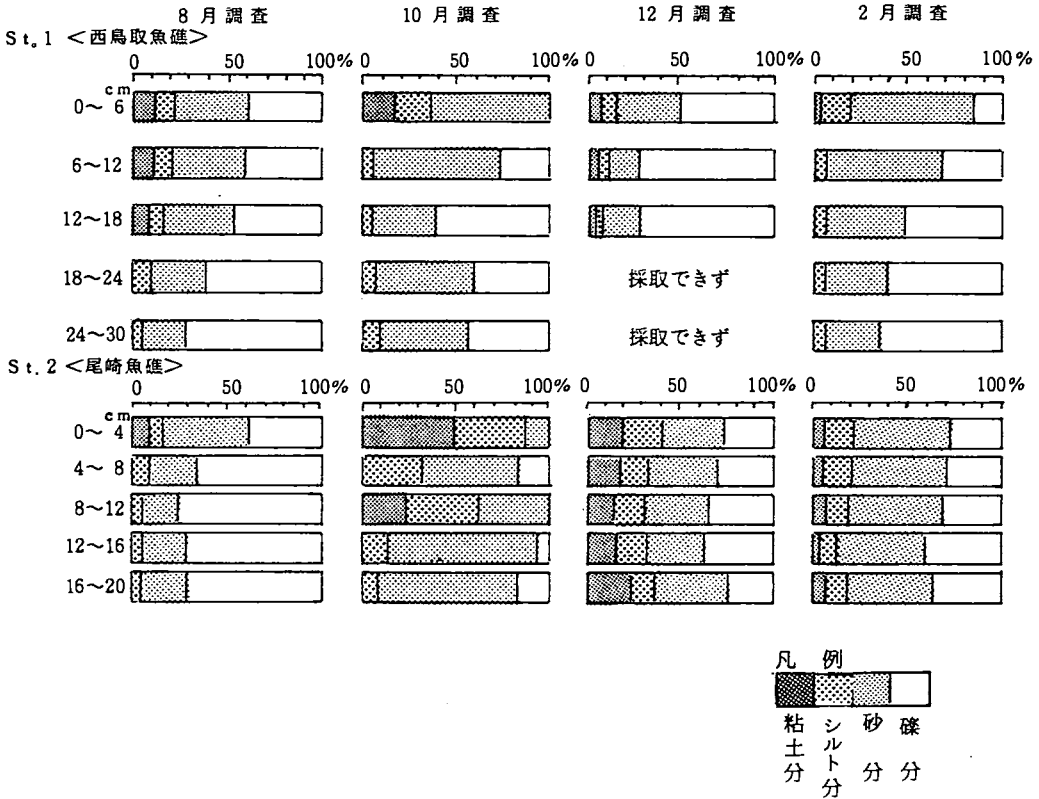 8月調査 10月調査 12月調査 2月調査
St.1 <西鳥取魚礁>
0 50 100% 0 50 100% 0 50 100% 0 50 100%
cm
0～ 6
6～12
12～18
18～24 採取できず
24～30 採取できず
St.2 <尾崎魚礁>
0 50 100% 0 50 100% 0 50 100% 0 50 100%
cm
0～ 4
4～ 8
8～12
12～16
16～20
凡 例
粘土分
シルト分
砂分
礫分